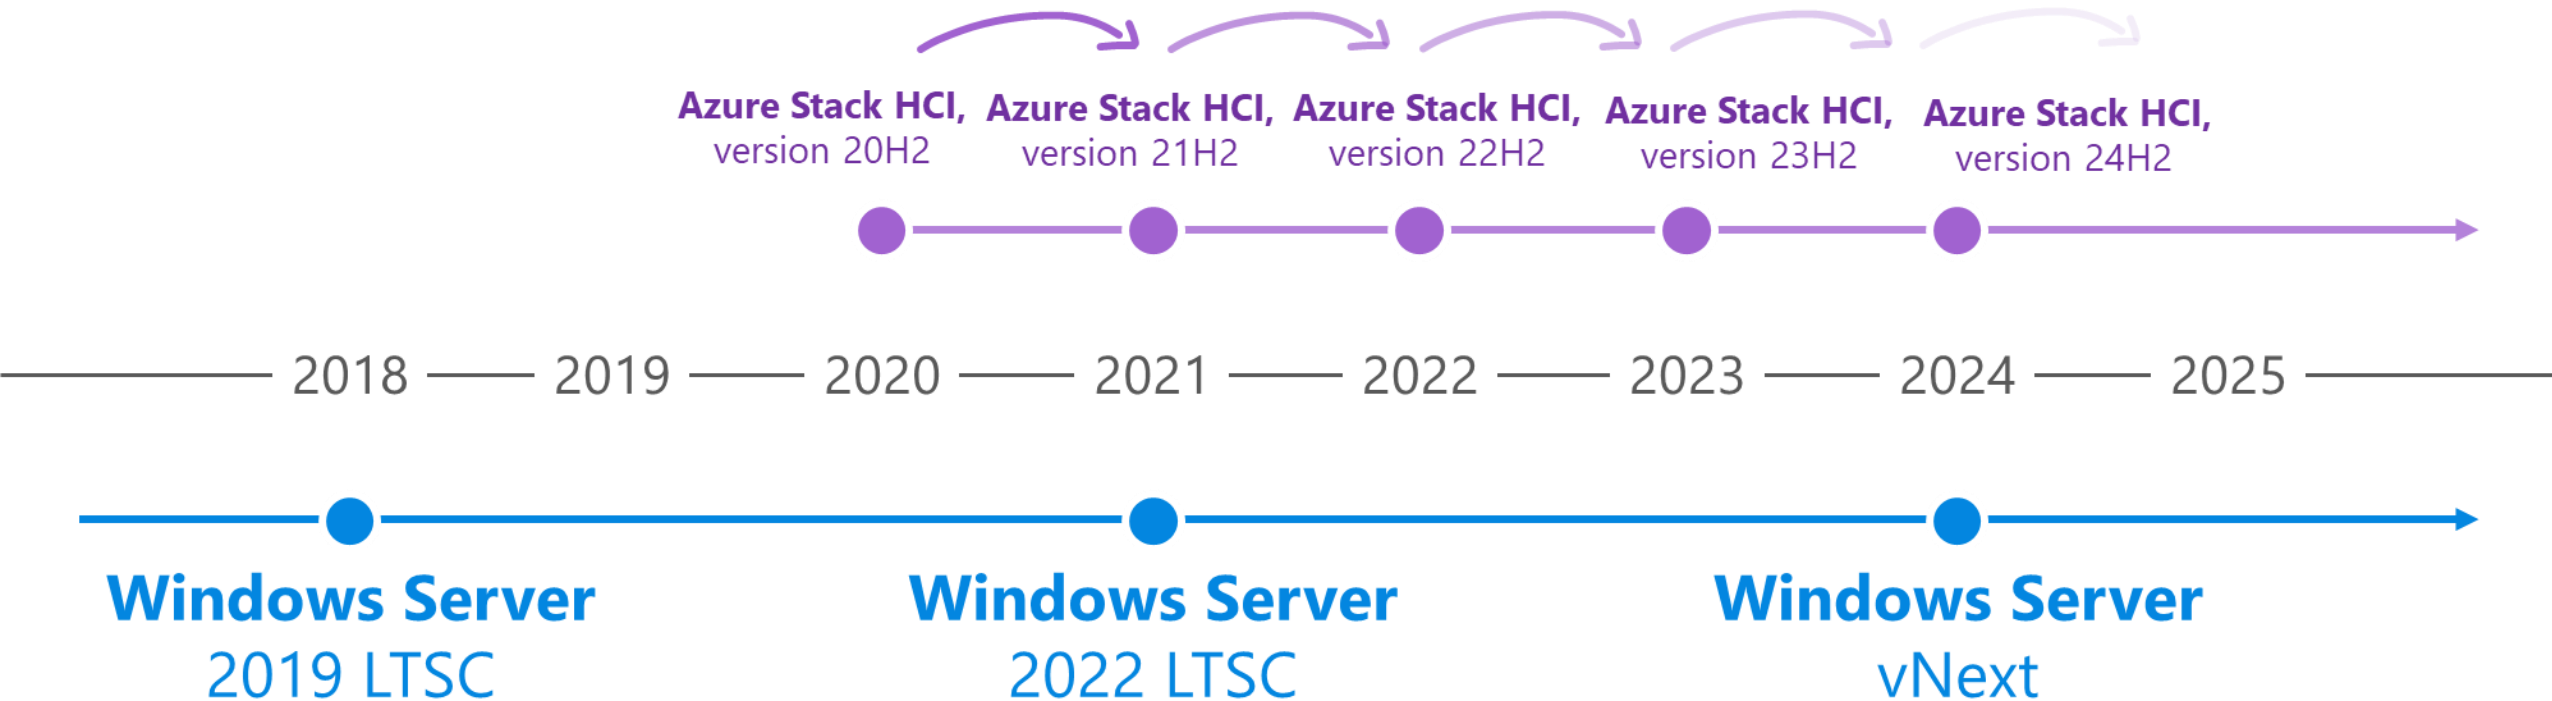 Azure Stack HCI,
version 20H2
Azure Stack HCI,
version 21H2
Azure Stack HCI,
version 22H2
Azure Stack HCI,
version 23H2
Azure Stack HCI,
version 24H2
2018
2019
2020
2021
2022
2023
2024
2025
Windows Server
2019 LTSC
Windows Server
2022 LTSC
Windows Server
vNext